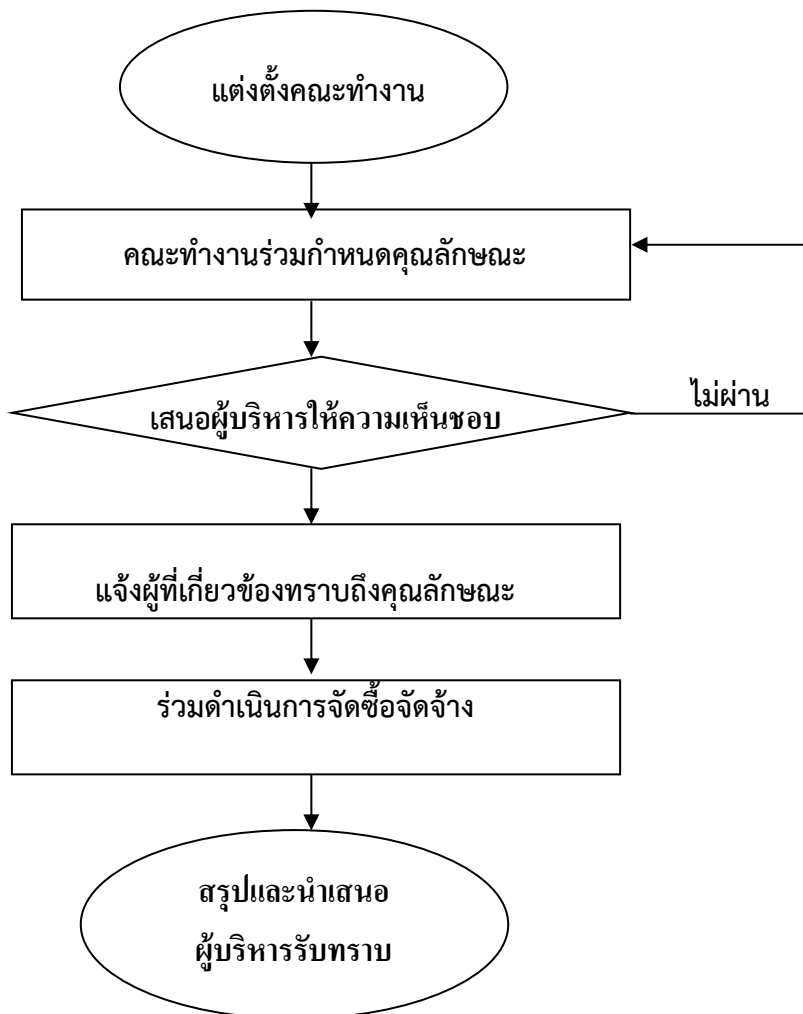 แต่งตั้งคณะทำงาน
คณะทำงานร่วมกำหนดคุณลักษณะ
เสนอผู้บริหารให้ความเห็นชอบ
ไม่ผ่าน
แจ้งผู้ที่เกี่ยวข้องทราบถึงคุณลักษณะ
ร่วมดำเนินการจัดซื้อจัดจ้าง
สรุปและนำเสนอ
ผู้บริหารรับทราบ